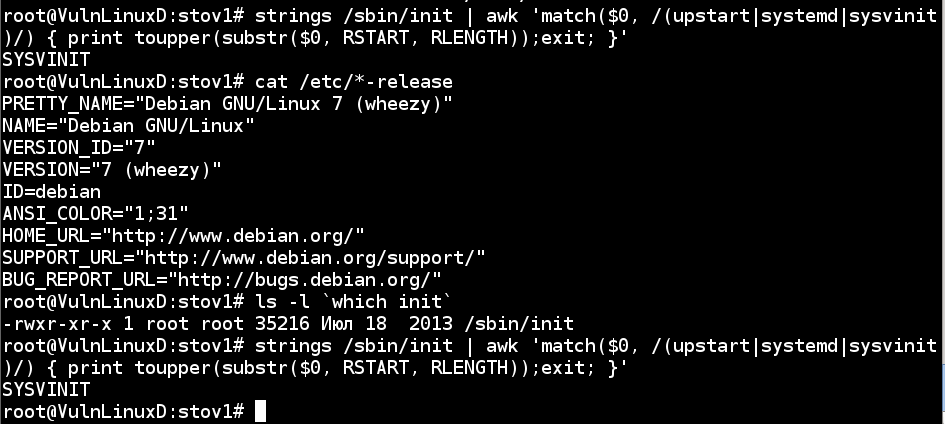 root@VulnLinuxD:stov1# strings /sbin/init | awk 'match($0, /(upstart|systemd|sysvinit
)/) { print toupper(substr($0, RSTART, RLENGTH));exit; }'
SYSVINIT
root@VulnLinuxD:stov1# cat /etc/*-release
PRETTY_NAME="Debian GNU/Linux 7 (wheezy)"
NAME="Debian GNU/Linux"
VERSION_ID="7"
VERSION="7 (wheezy)"
ID=debian
ANSI_COLOR="1;31"
HOME_URL="http://www.debian.org/"
SUPPORT_URL="http://www.debian.org/support/"
BUG_REPORT_URL="http://bugs.debian.org/"
root@VulnLinuxD:stov1# ls -l `which init`
-rwxr-xr-x 1 root root 35216 Июл 18  2013 /sbin/init
root@VulnLinuxD:stov1# strings /sbin/init | awk 'match($0, /(upstart|systemd|sysvinit
)/) { print toupper(substr($0, RSTART, RLENGTH));exit; }'
SYSVINIT
root@VulnLinuxD:stov1#